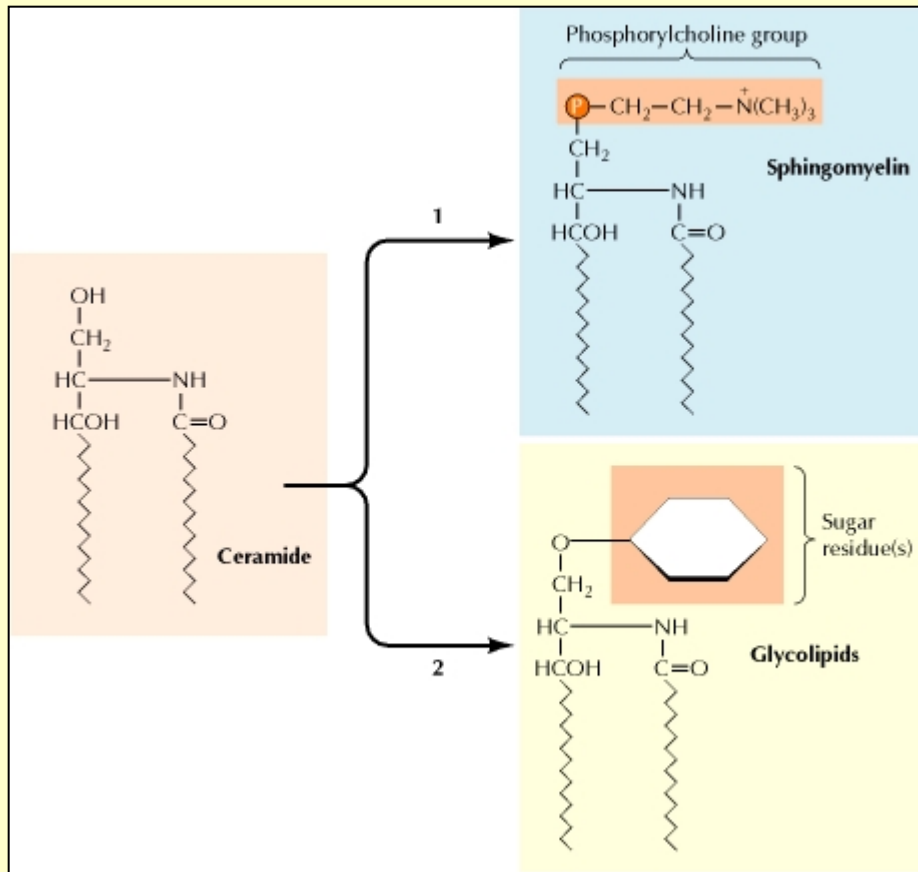 Phosphorylcholine group
P–CH₂–CH₂–N⁺(CH₃)₃
CH₂
Sphingomyelin
HC NH
HCOH C=O
1
OH
CH₂
HC NH
HCOH C=O
Ceramide
Sugar
residue(s)
O
CH₂
HC NH
Glycolipids
HCOH C=O
2